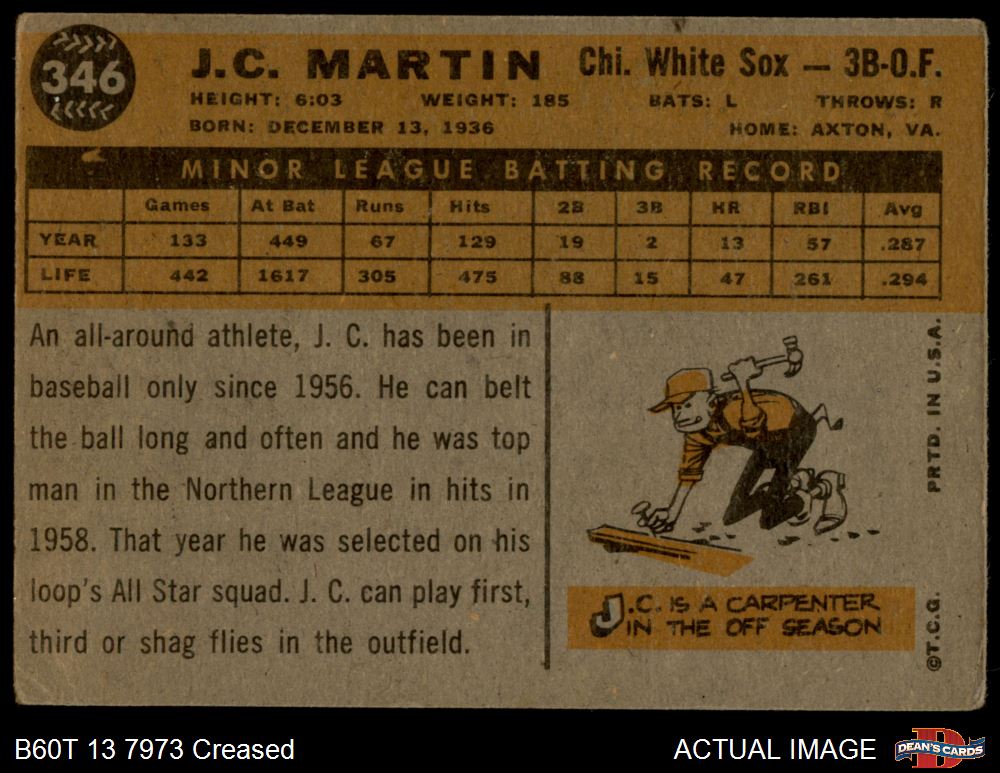 346
J.C. MARTIN Chi. White Sox — 3B-O.F.
HEIGHT: 6:03 WEIGHT: 185 BATS: L THROWS: R
BORN: DECEMBER 13, 1936 HOME: AXTON, VA.
MINOR LEAGUE BATTING RECORD
Games At Bat Runs Hits 2B 3B HR RBI Avg
YEAR 133 449 67 129 19 2 13 57 .287
LIFE 442 1617 305 475 88 15 47 261 .294
An all-around athlete, J. C. has been in
baseball only since 1956. He can belt
the ball long and often and he was top
man in the Northern League in hits in
1958. That year he was selected on his
loop's All Star squad. J. C. can play first,
third or shag flies in the outfield.
J.C. IS A CARPENTER
IN THE OFF SEASON
©T.C.G. PRTD. IN U.S.A.
B60T 13 7973 Creased ACTUAL IMAGE
DEAN'S CARDS